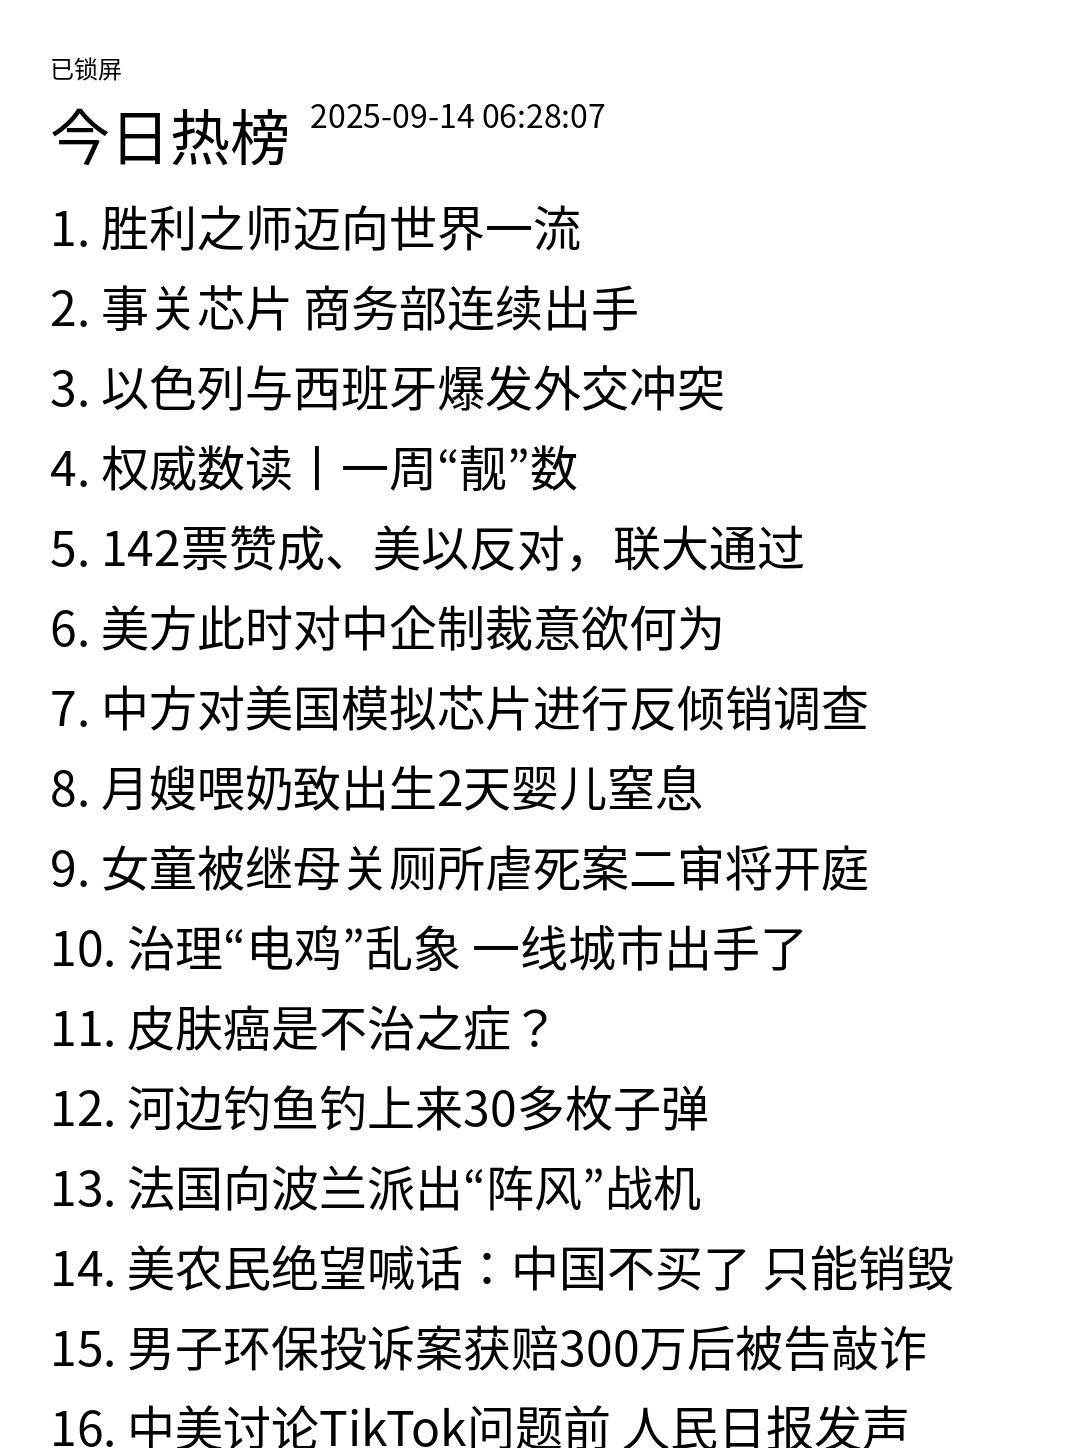 已锁屏
今日热榜 2025-09-14 06:28:07
1. 胜利之师迈向世界一流
2. 事关芯片 商务部连续出手
3. 以色列与西班牙爆发外交冲突
4. 权威数读丨一周“靓”数
5. 142票赞成、美以反对，联大通过
6. 美方此时对中企制裁意欲何为
7. 中方对美国模拟芯片进行反倾销调查
8. 月嫂喂奶致出生2天婴儿窒息
9. 女童被继母关厕所虐死案二审将开庭
10. 治理“电鸡”乱象 一线城市出手了
11. 皮肤癌是不治之症？
12. 河边钓鱼钓上来30多枚子弹
13. 法国向波兰派出“阵风”战机
14. 美农民绝望喊话：中国不买了 只能销毁
15. 男子环保投诉案获赔300万后被告敲诈
16. 中美讨论TikTok问题前 人民日报发声